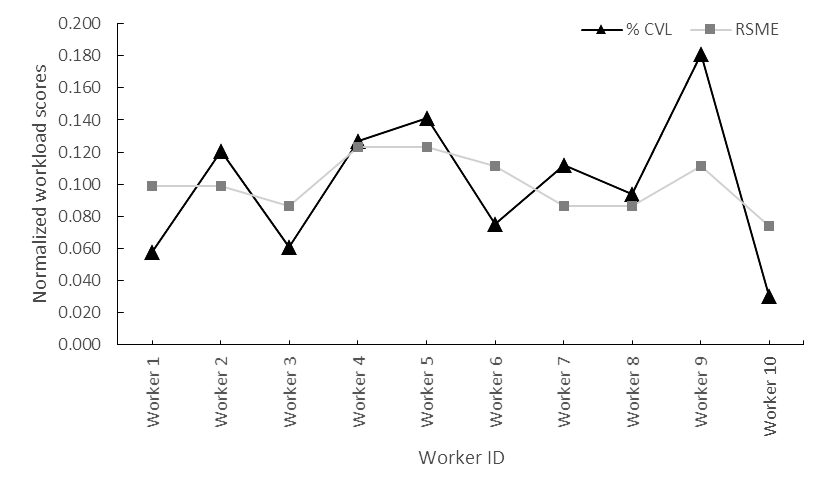 % CVL
RSME
Normalized workload scores
0.200
0.180
0.160
0.140
0.120
0.100
0.080
0.060
0.040
0.020
0.000
Worker 1
Worker 2
Worker 3
Worker 4
Worker 5
Worker 6
Worker 7
Worker 8
Worker 9
Worker 10
Worker ID